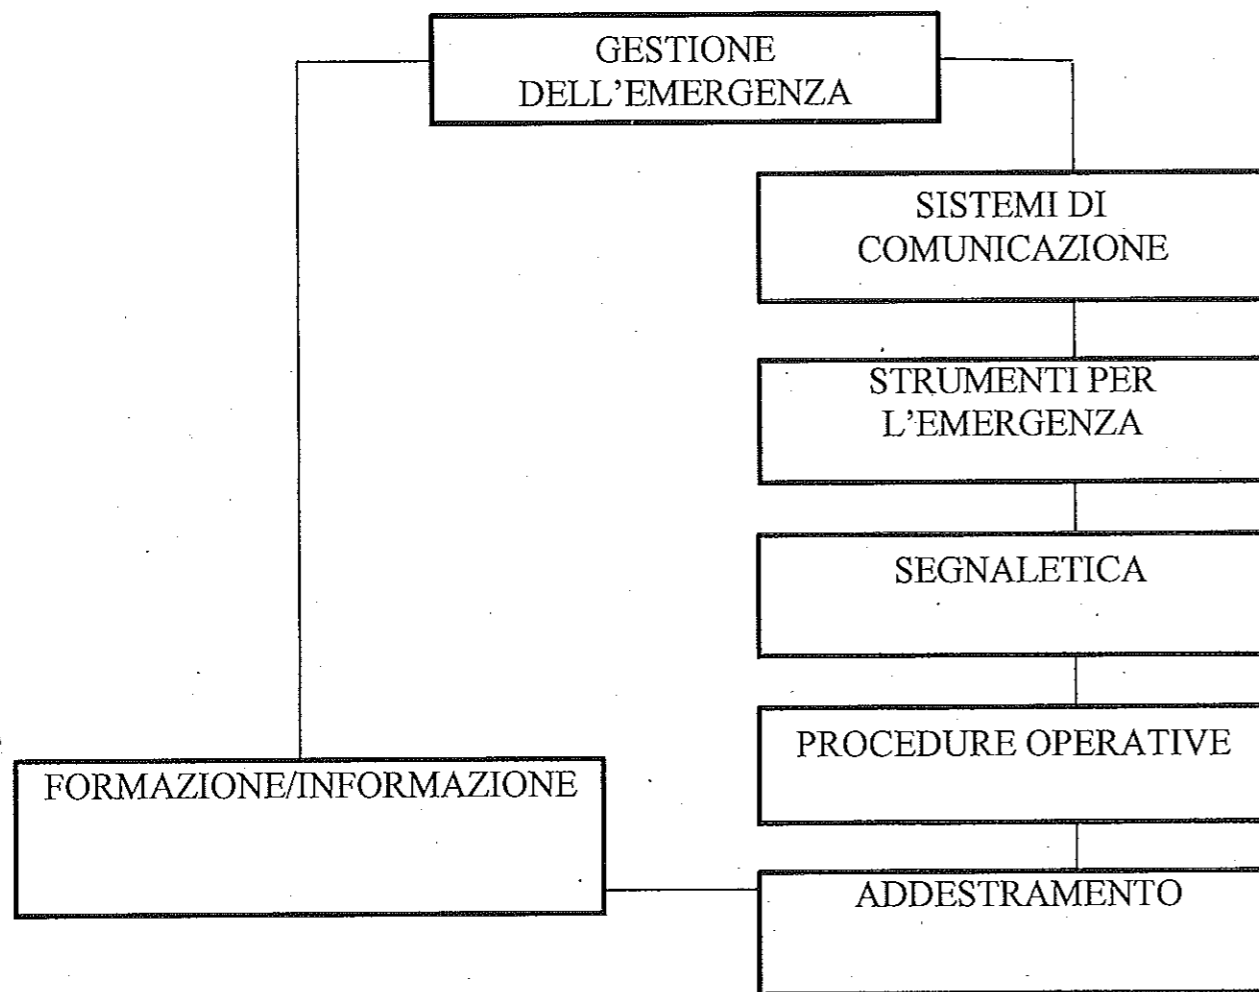 GESTIONE
DELL'EMERGENZA
SISTEMI DI
COMUNICAZIONE
STRUMENTI PER
L'EMERGENZA
SEGNALETICA
PROCEDURE OPERATIVE
FORMAZIONE/INFORMAZIONE
ADDESTRAMENTO